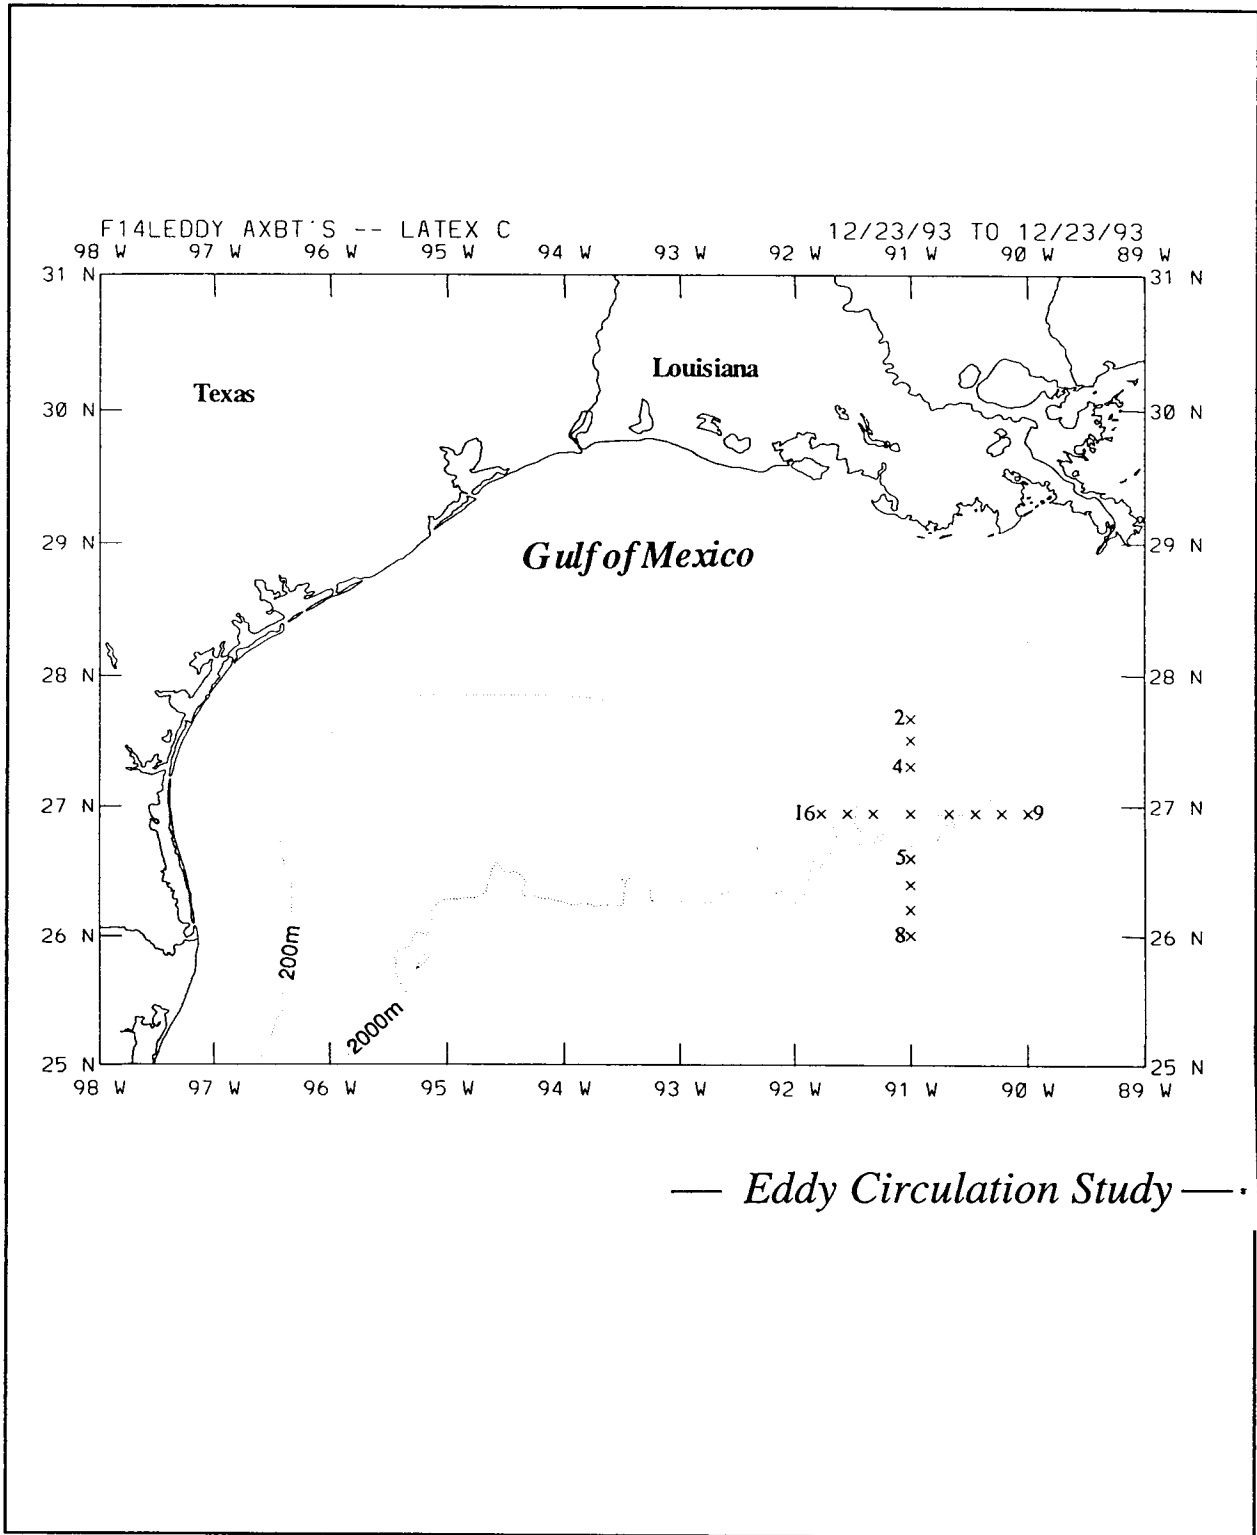 F14LEDDY AXBT'S -- LATEX C 12/23/93 TO 12/23/93
98 W 97 W 96 W 95 W 94 W 93 W 92 W 91 W 90 W 89 W
31 N 31 N
Texas Louisiana
30 N 30 N
29 N 29 N
Gulf of Mexico
28 N 28 N
2
4
27 N 27 N
16 9
5
26 N 8 26 N
200m
2000m
25 N 25 N
98 W 97 W 96 W 95 W 94 W 93 W 92 W 91 W 90 W 89 W
Eddy Circulation Study